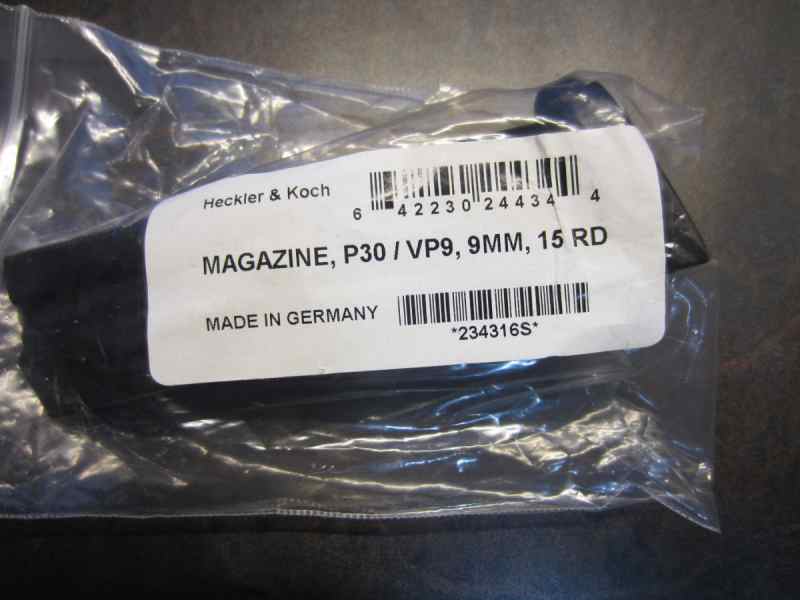 Heckler & Koch
6 42230 24434 4
MAGAZINE, P30 / VP9, 9MM, 15 RD
MADE IN GERMANY
*234316S*